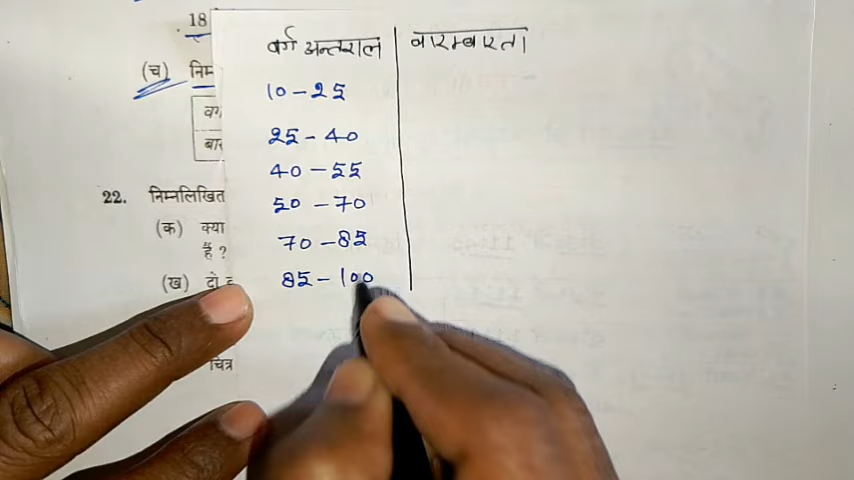 18
वर्ग अन्तराल वारम्बारता
(च) निम्न
10-25
वर्ग
25-40
बार
40-55
22. निम्नलिखित
50-70
(क) क्या
70-85
हैं ?
85-100
(ख) दो
चित्र